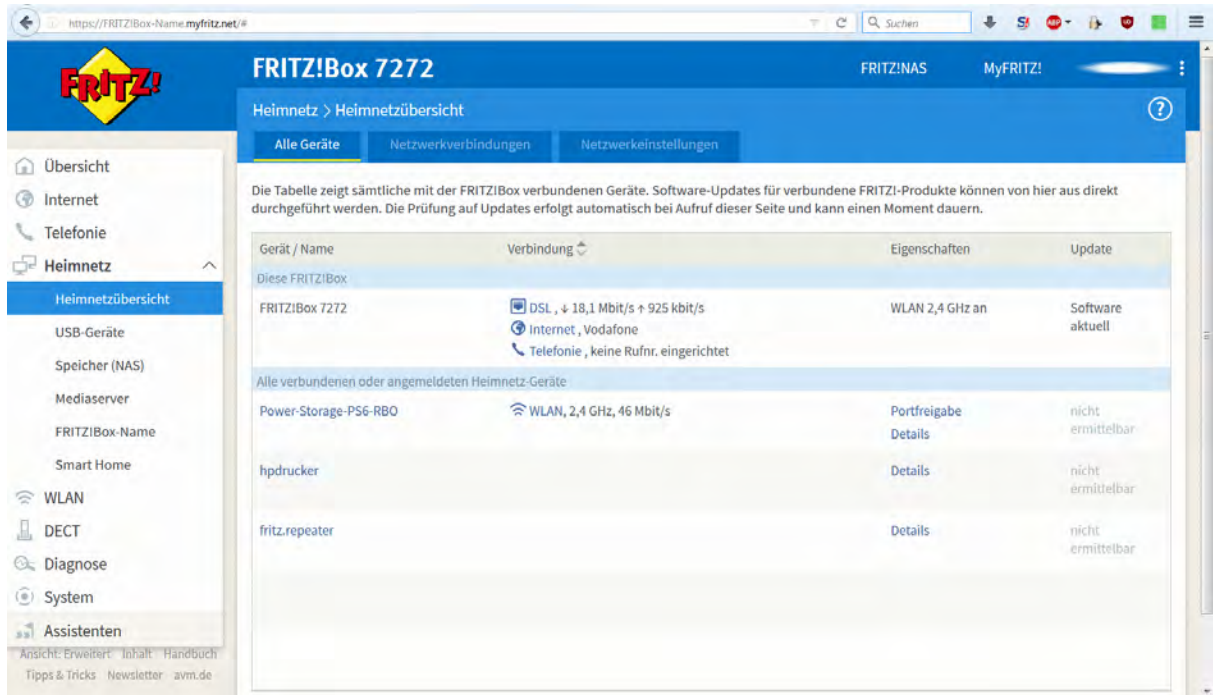 https://FRITZ!Box-Name.myfritz.net/#
Suchen
S!
ABP
FRITZ!
FRITZ!Box 7272
FRITZ!NAS
MyFRITZ!
Heimnetz > Heimnetzübersicht
?
Alle Geräte
Netzwerkverbindungen
Netzwerkeinstellungen
Übersicht
Internet
Telefonie
Heimnetz
Heimnetzübersicht
USB-Geräte
Speicher (NAS)
Mediaserver
FRITZ!Box-Name
Smart Home
WLAN
DECT
Diagnose
System
Assistenten
Ansicht: Erweitert Inhalt Handbuch
Tipps & Tricks Newsletter avm.de
Die Tabelle zeigt sämtliche mit der FRITZ!Box verbundenen Geräte. Software-Updates für verbundene FRITZ!-Produkte können von hier aus direkt
durchgeführt werden. Die Prüfung auf Updates erfolgt automatisch bei Aufruf dieser Seite und kann einen Moment dauern.
Gerät / Name Verbindung Eigenschaften Update
Diese FRITZ!Box
FRITZ!Box 7272 DSL , ↓ 18,1 Mbit/s ↑ 925 kbit/s WLAN 2,4 GHz an Software
Internet , Vodafone aktuell
Telefonie , keine Rufnr. eingerichtet
Alle verbundenen oder angemeldeten Heimnetz-Geräte
Power-Storage-PS6-RBO WLAN, 2,4 GHz, 46 Mbit/s Portfreigabe nicht
Details ermittelbar
hpdrucker Details nicht
ermittelbar
fritz.repeater Details nicht
ermittelbar